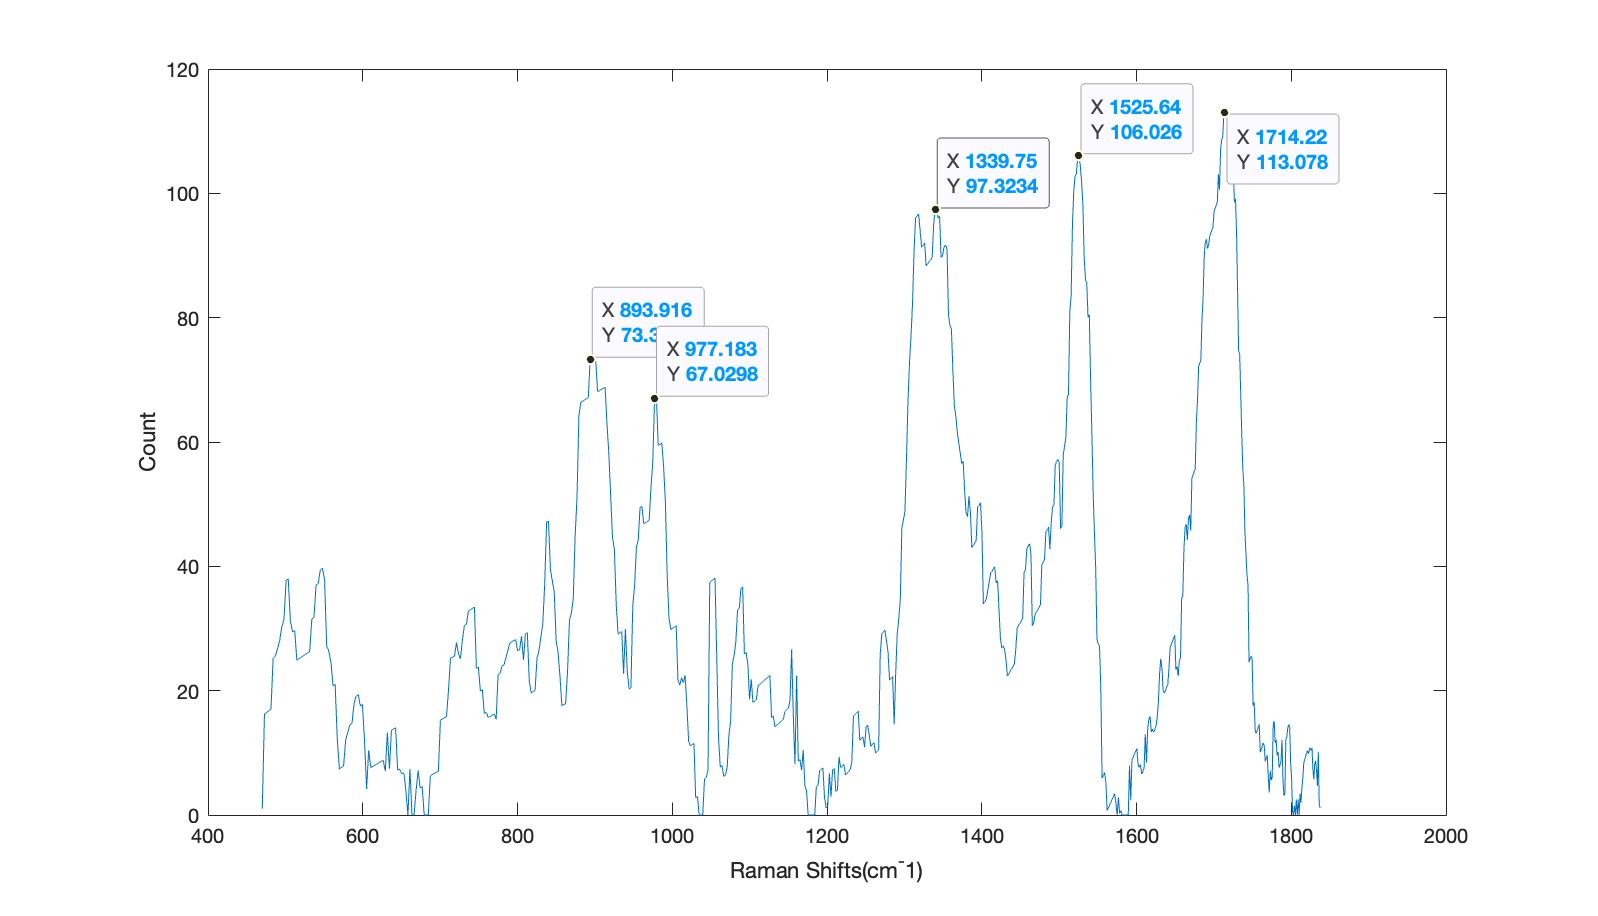 120
100
80
60
40
20
0
Count
X 1525.64
Y 106.026
X 1714.22
Y 113.078
X 1339.75
Y 97.3234
X 893.916
Y 73.3
X 977.183
Y 67.0298
400 600 800 1000 1200 1400 1600 1800 2000
Raman Shifts(cm⁻1)